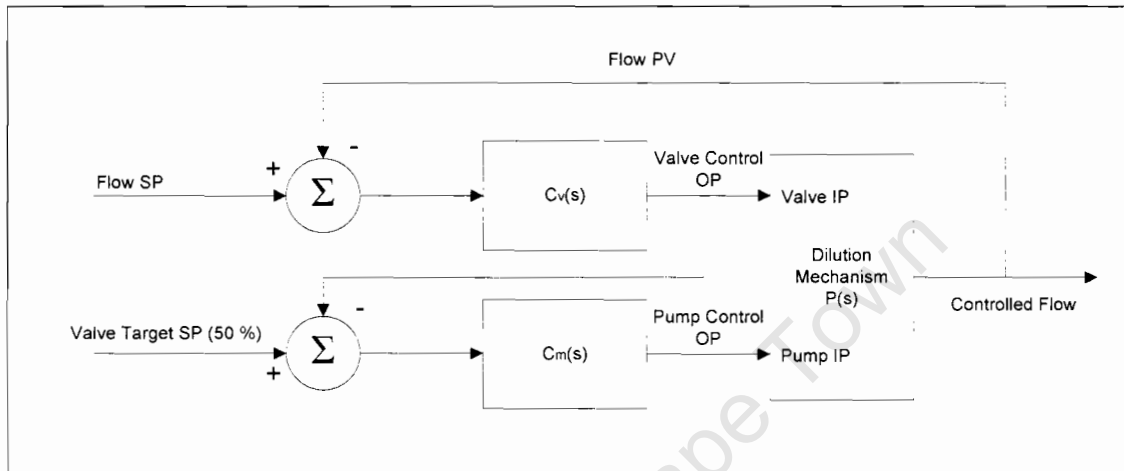 Flow PV
-
+
Flow SP
Σ
Cv(s)
Valve Control
OP
Valve IP
Dilution
Mechanism
P(s)
Controlled Flow
-
Valve Target SP (50 %)
+
Σ
Cm(s)
Pump Control
OP
Pump IP
Town